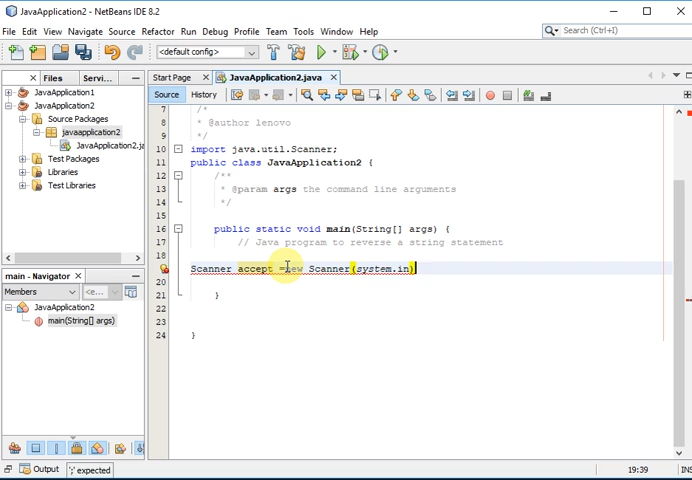 JavaApplication2 - NetBeans IDE 8.2
File Edit View Navigate Source Refactor Run Debug Profile Team Tools Window Help
Search (Ctrl+I)
<default config>
Files
Servi...
JavaApplication1
JavaApplication2
Source Packages
javaapplication2
JavaApplication2.ja
Test Packages
Libraries
Test Libraries
main - Navigator
Members
<e...
JavaApplication2
main(String[] args)
Start Page
JavaApplication2.java
Source
History
7 /*
8 * @author lenovo
9 */
10 import java.util.Scanner;
11 public class JavaApplication2 {
12 /**
13 * @param args the command line arguments
14 */
15
16 public static void main(String[] args) {
17 // Java program to reverse a string statement
18
Scanner accept =new Scanner(system.in)
20
21 }
22
23
24 }
Output
';' expected
19:39
INS